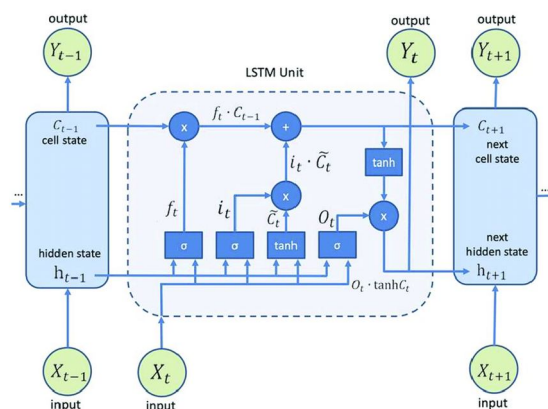 output
Y_{t-1}
output
Y_t
output
Y_{t+1}
LSTM Unit
C_{t-1}
cell state
x
f_t · C_{t-1}
+
C_{t+1}
next
cell state
tanh
i_t · C̃_t
x
...
f_t
i_t
C̃_t
O_t
x
...
hidden state
h_{t-1}
σ
σ
tanh
σ
next
hidden state
h_{t+1}
O_t · tanhC_t
X_{t-1}
input
X_t
input
X_{t+1}
input